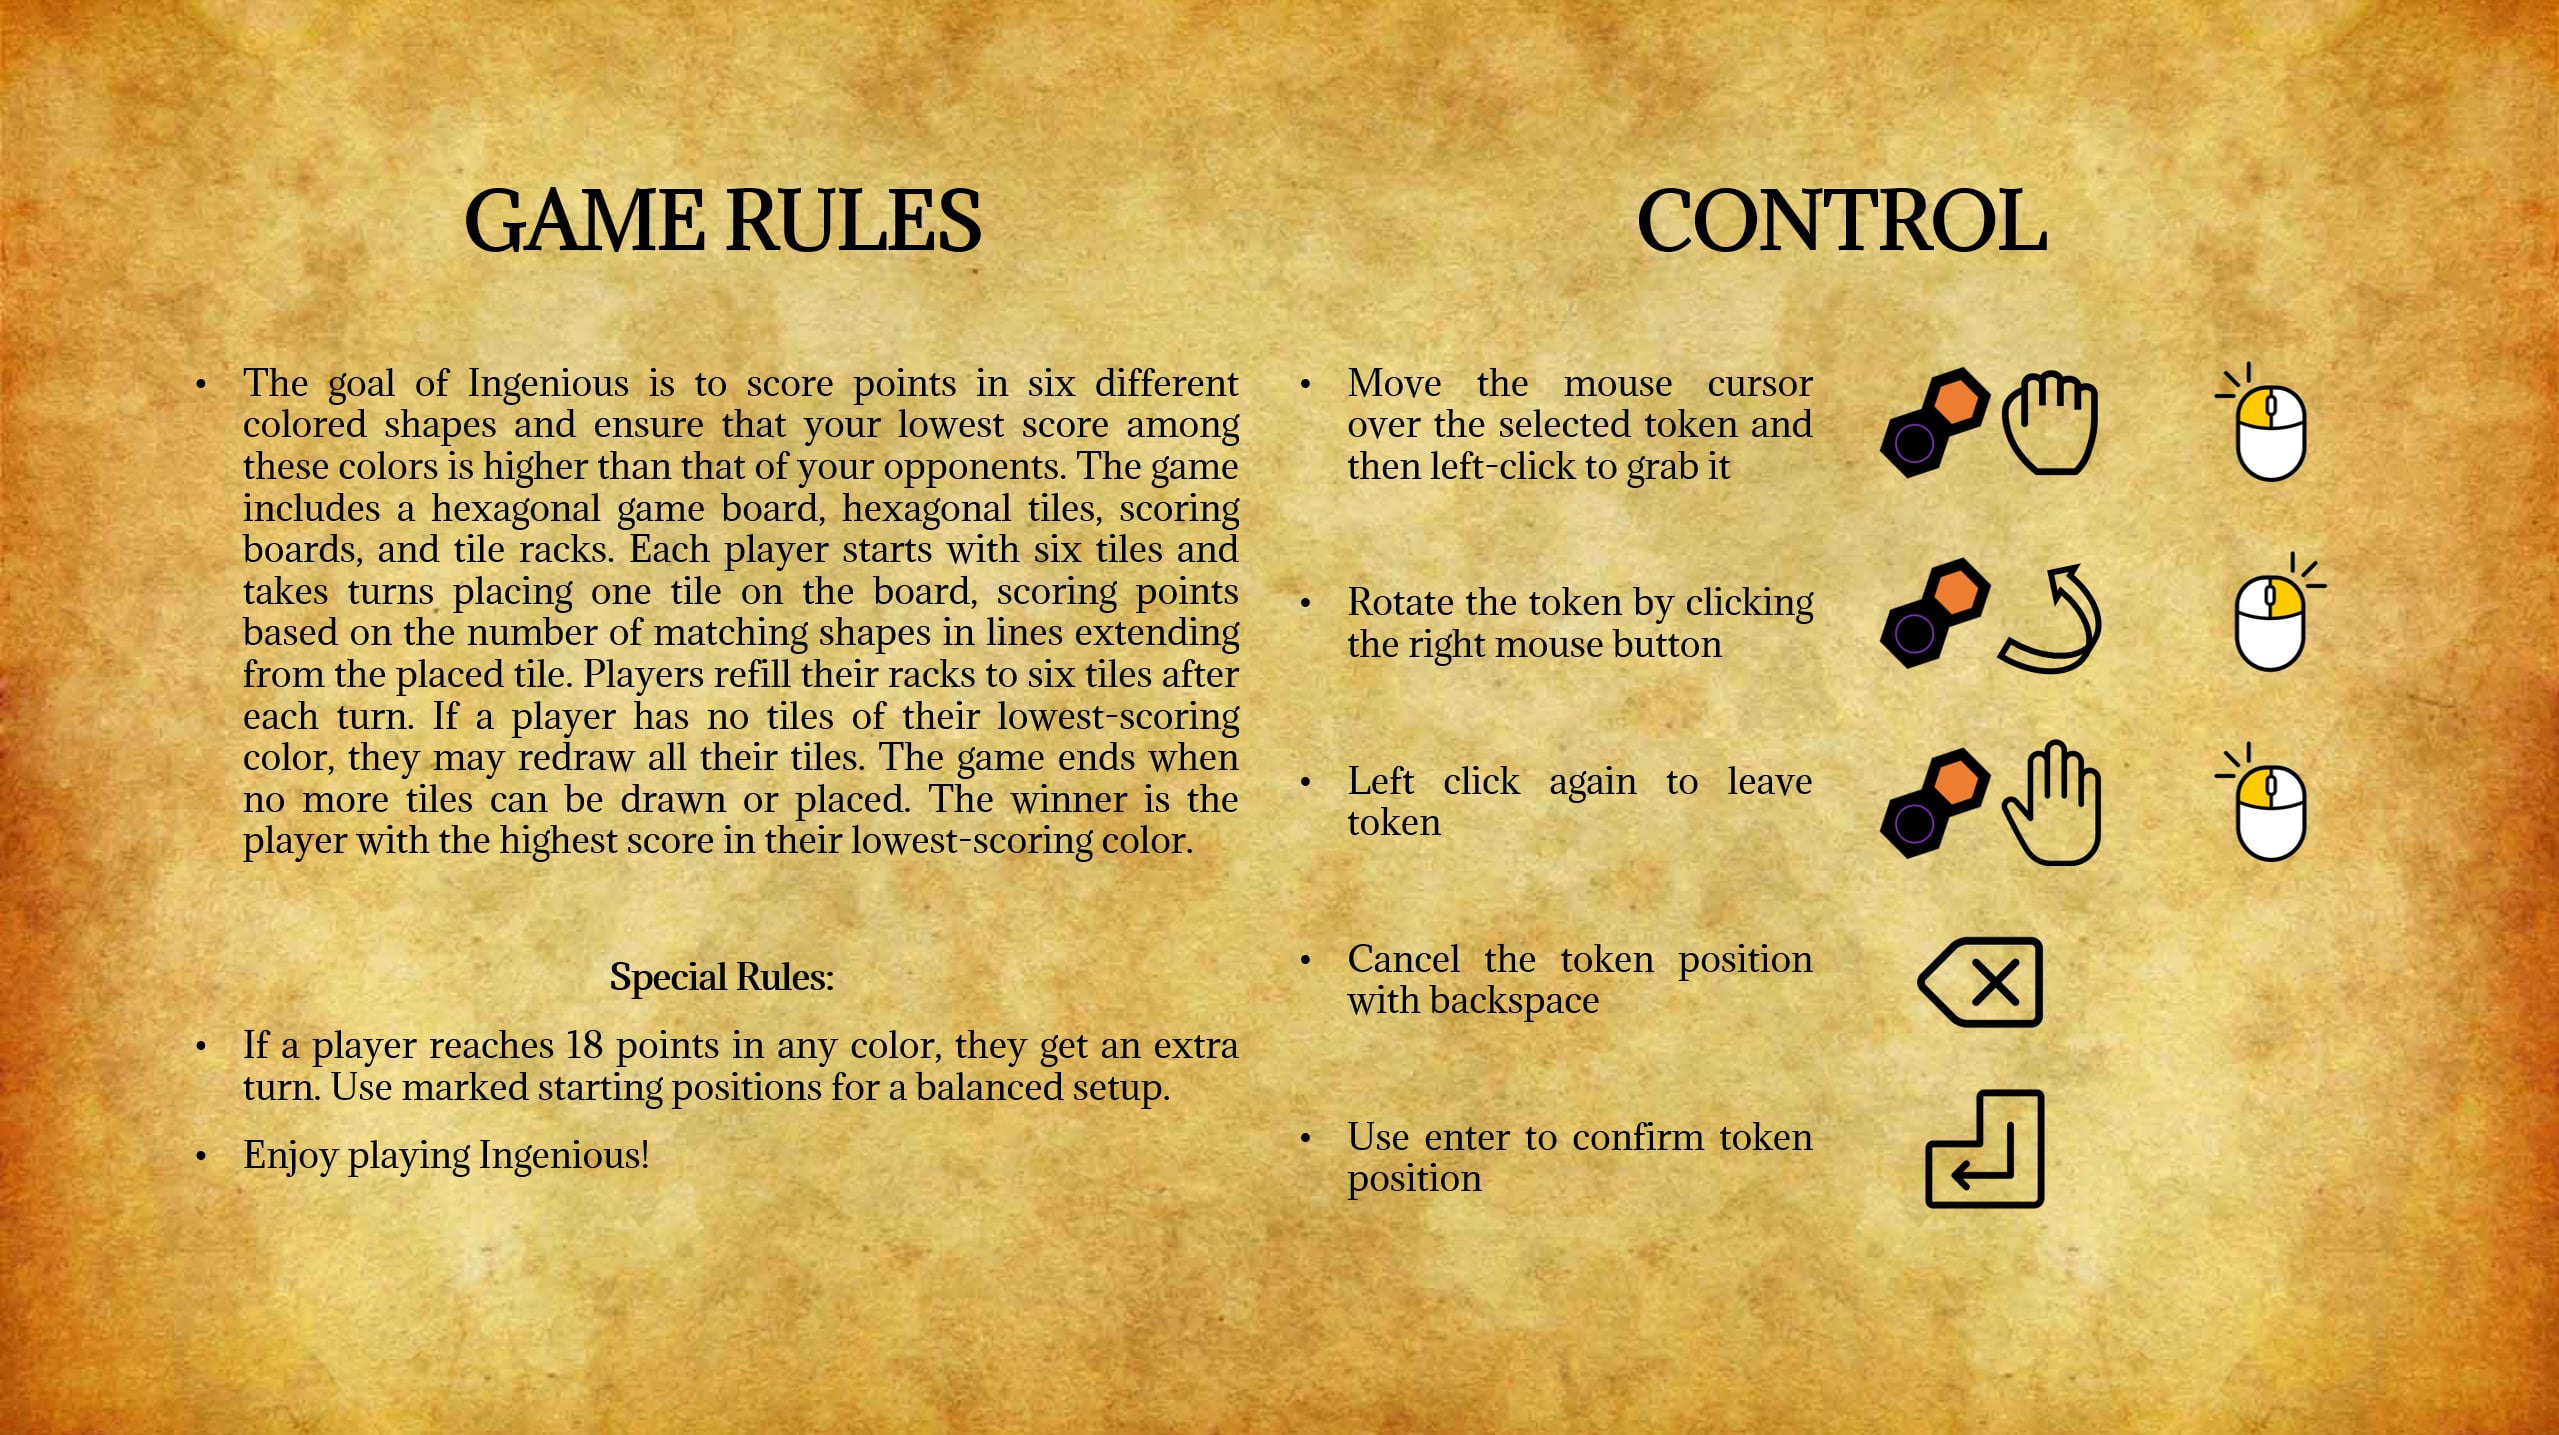 GAME RULES
• The goal of Ingenious is to score points in six different
colored shapes and ensure that your lowest score among
these colors is higher than that of your opponents. The game
includes a hexagonal game board, hexagonal tiles, scoring
boards, and tile racks. Each player starts with six tiles and
takes turns placing one tile on the board, scoring points
based on the number of matching shapes in lines extending
from the placed tile. Players refill their racks to six tiles after
each turn. If a player has no tiles of their lowest-scoring
color, they may redraw all their tiles. The game ends when
no more tiles can be drawn or placed. The winner is the
player with the highest score in their lowest-scoring color.
Special Rules:
• If a player reaches 18 points in any color, they get an extra
turn. Use marked starting positions for a balanced setup.
• Enjoy playing Ingenious!
CONTROL
• Move the mouse cursor
over the selected token and
then left-click to grab it
• Rotate the token by clicking
the right mouse button
• Left click again to leave
token
• Cancel the token position
with backspace
• Use enter to confirm token
position